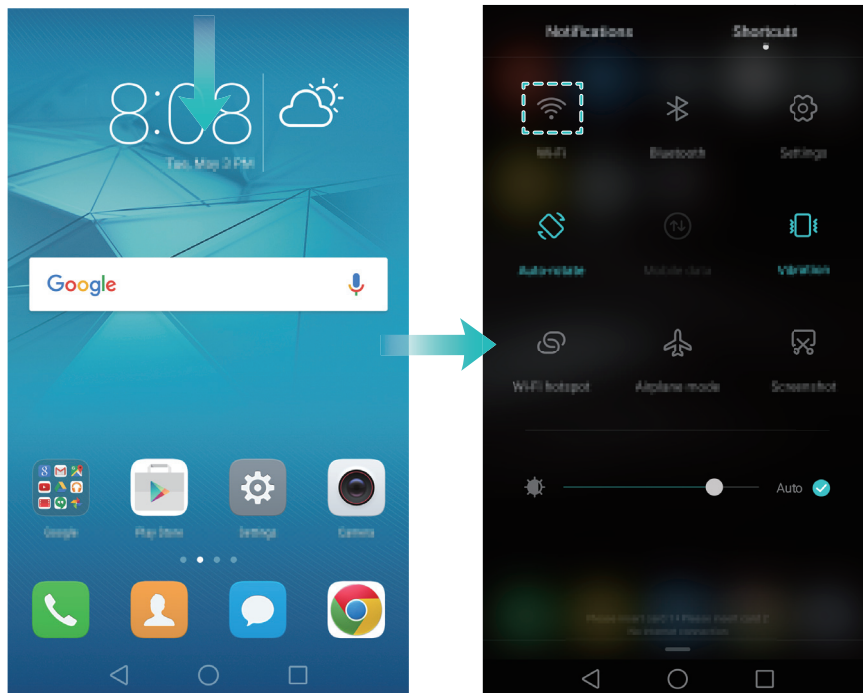 8:08
Tue, May 3 PM
Google
Google
Play Store
Settings
Camera
Notifications
Shortcuts
Wi-Fi
Bluetooth
Settings
Auto-rotate
Mobile data
Vibration
Wi-Fi hotspot
Airplane mode
Screenshot
Auto